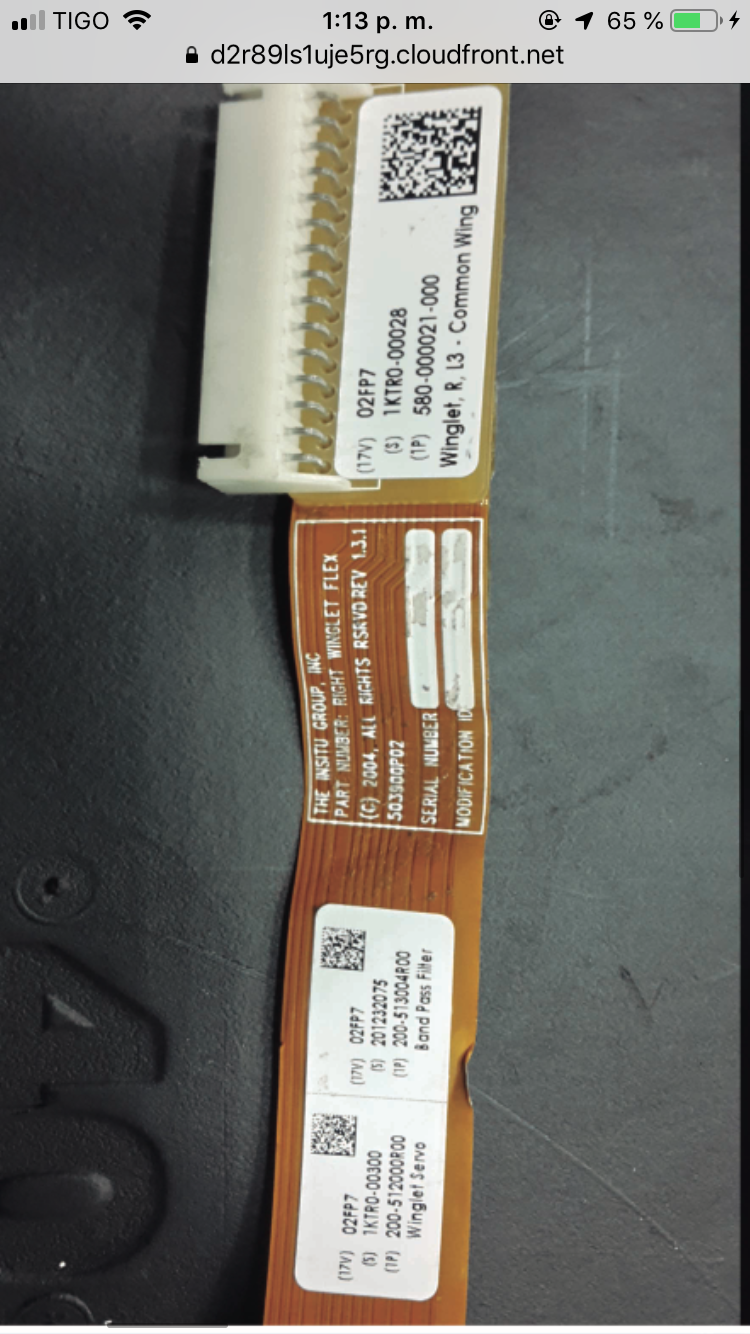 TIGO 1:13 p. m. 65 %
d2r89ls1uje5rg.cloudfront.net
(17V) 02FP7
(S) 1KTR0-00028
(1P) 580-000021-000
Winglet, R, L3 - Common Wing
THE INSITU GROUP, INC
PART NUMBER: RIGHT WINGLET FLEX
(C) 2004, ALL RIGHTS RSRVD REV 1.3.1
503900P02
SERIAL NUMBER
MODIFICATION ID
(17V) 02FP7
(S) 201232075
(1P) 200-513004R00
Band Pass Filter
(17V) 02FP7
(S) 1KTR0-00300
(1P) 200-512000R00
Winglet Servo